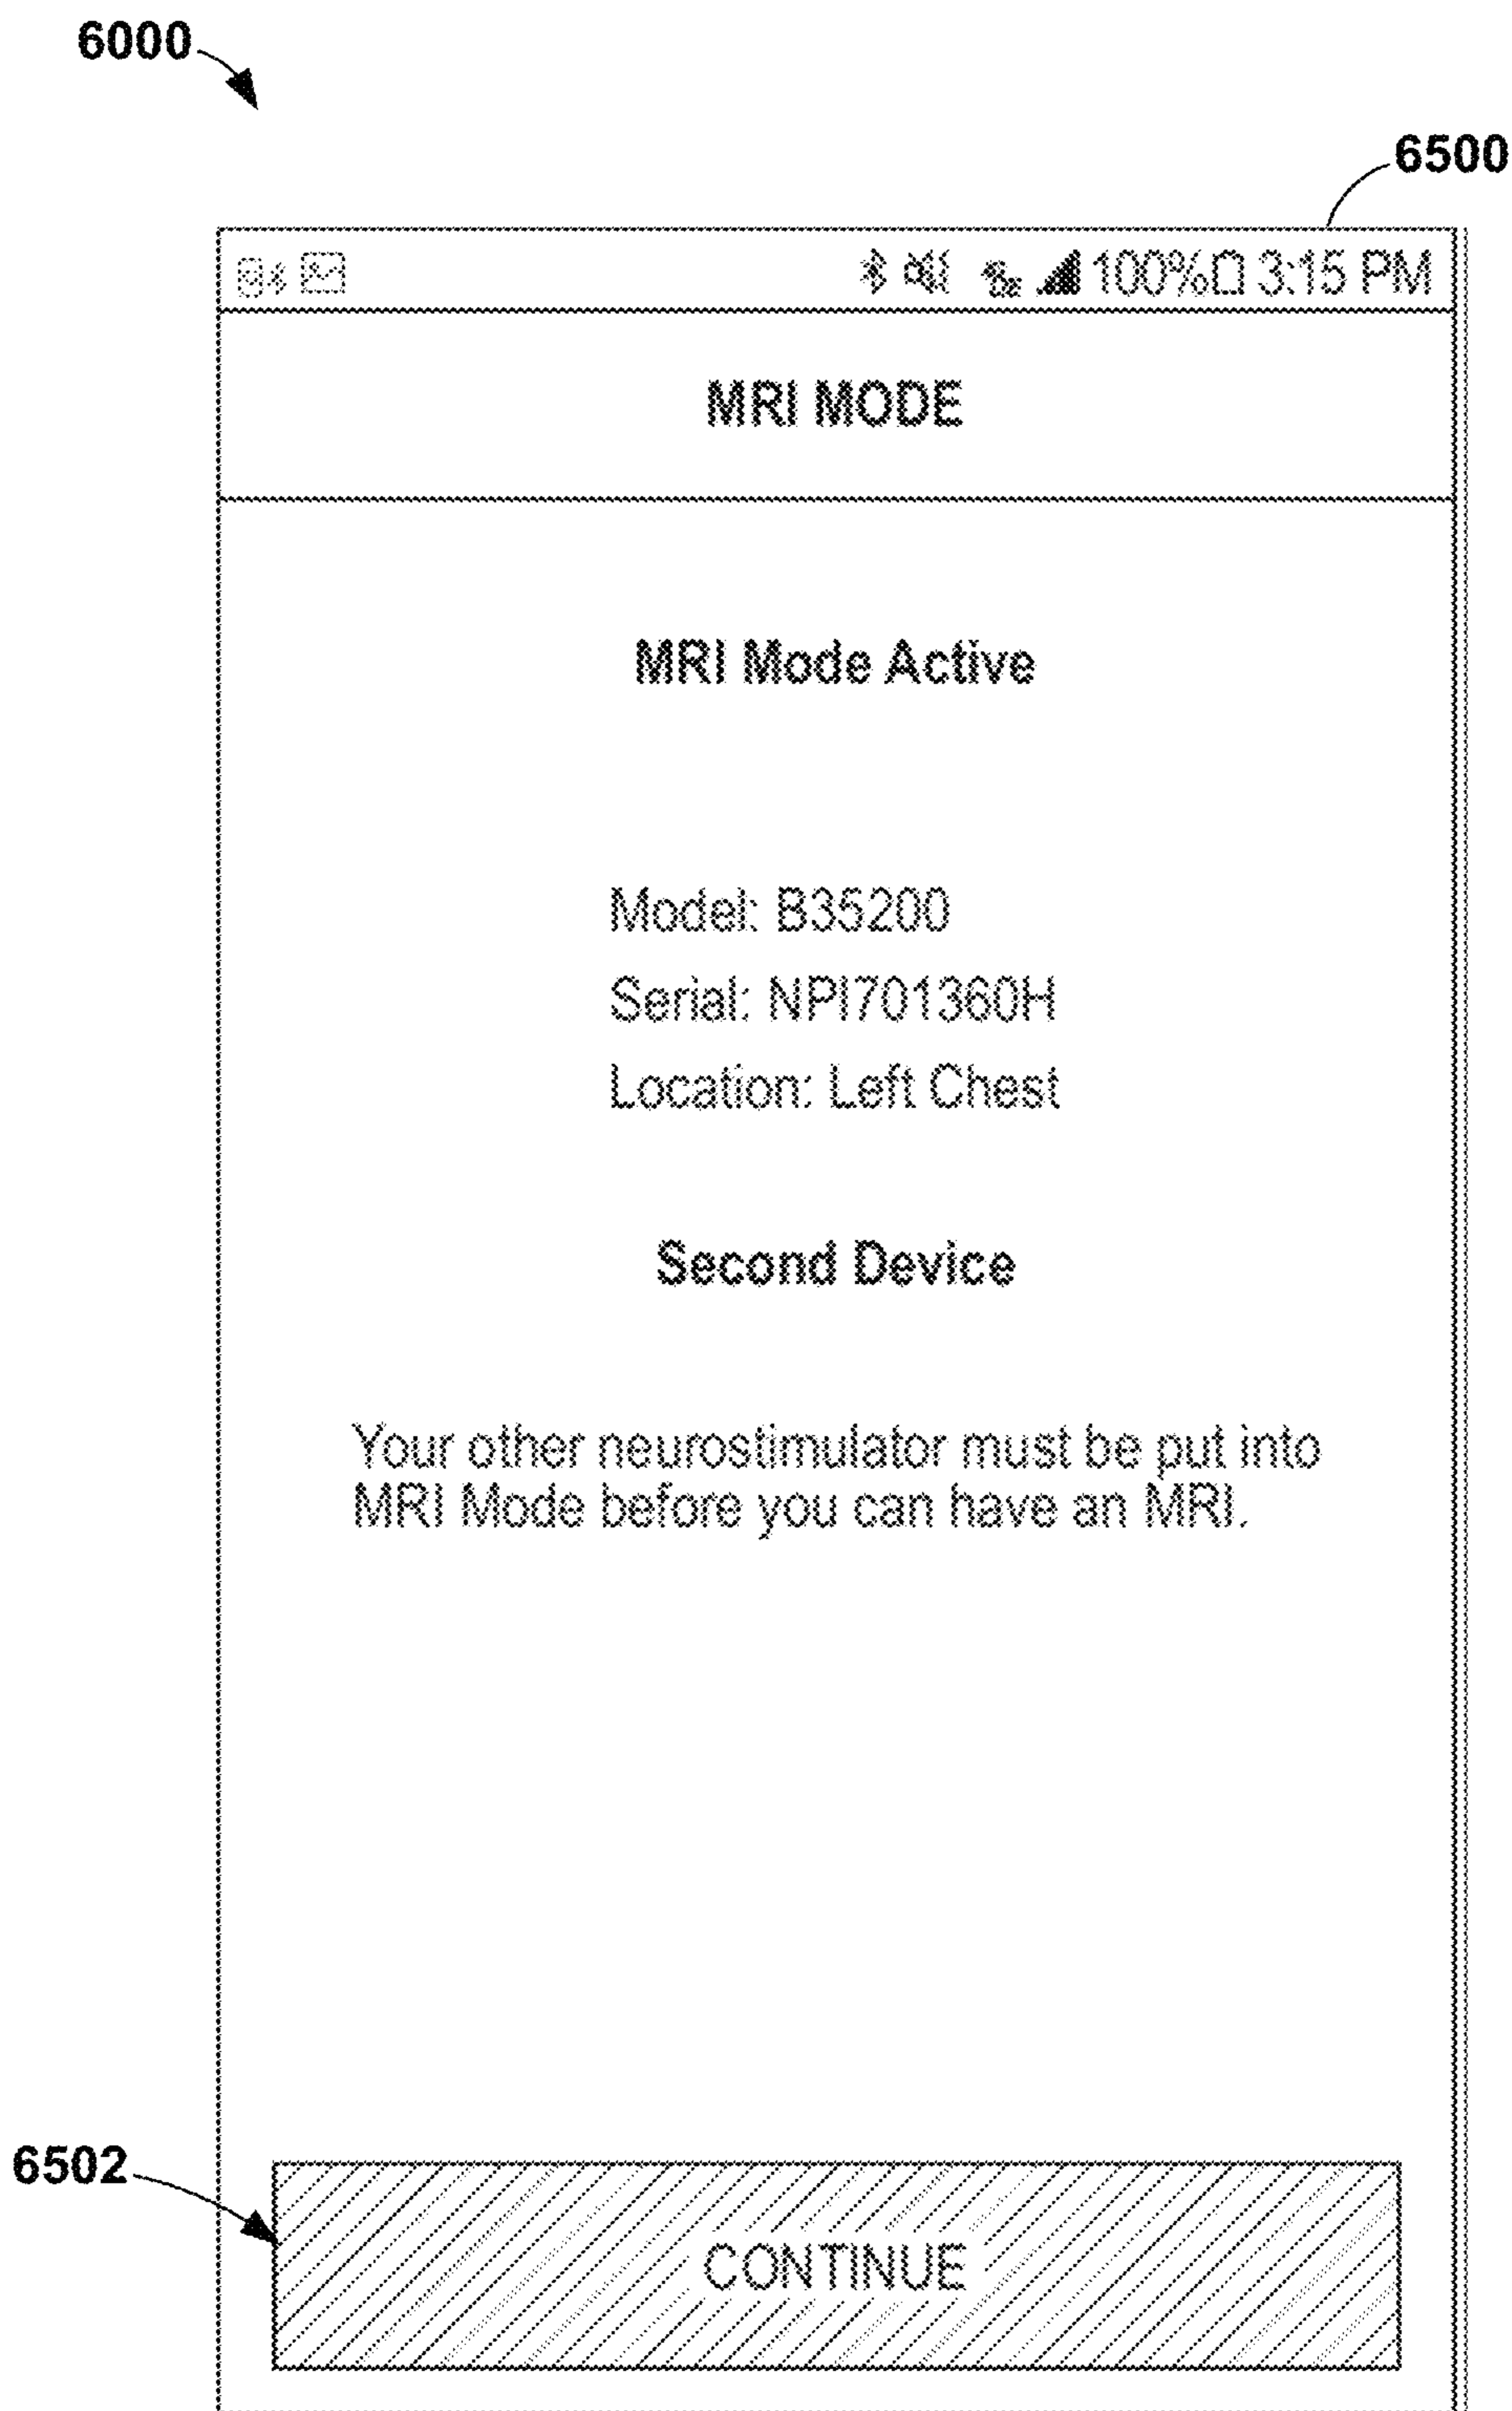 6000
6500
100% 3:15 PM
MRI MODE
MRI Mode Active
Model: B35200
Serial: NPI701360H
Location: Left Chest
Second Device
Your other neurostimulator must be put into
MRI Mode before you can have an MRI.
6502
CONTINUE